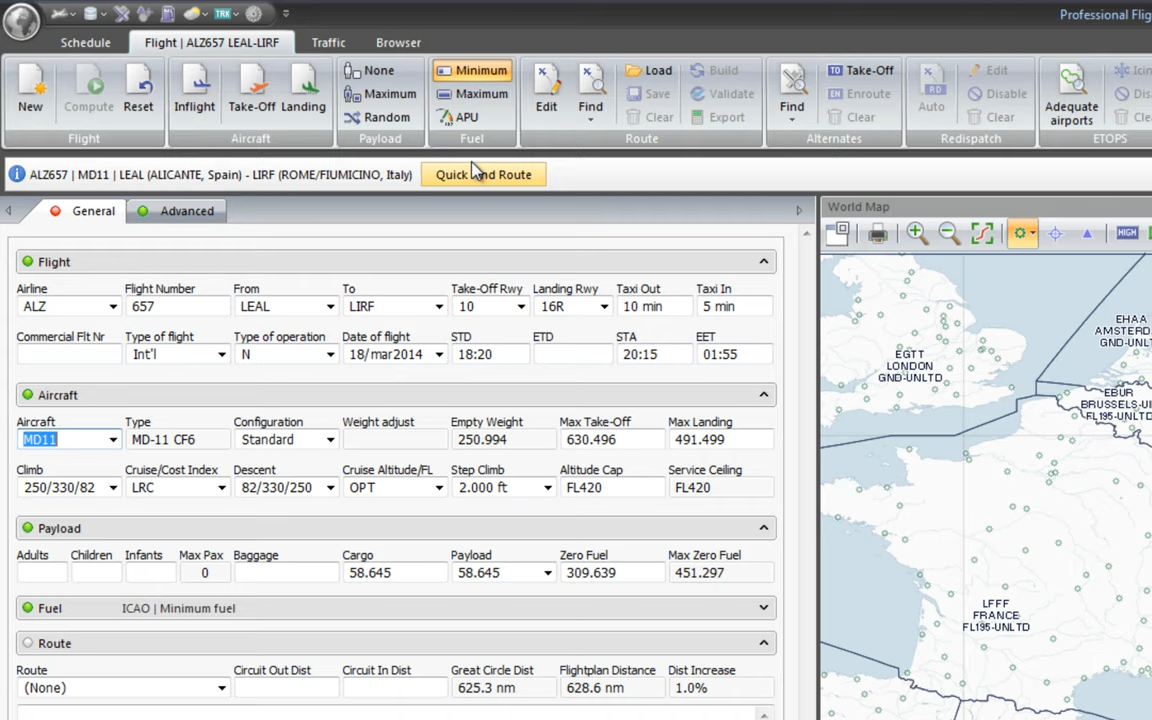 TRK
Professional Flig
Schedule Flight | ALZ657 LEAL-LIRF Traffic Browser
None Minimum Load Build TO Take-Off Edit
Maximum Maximum Save Validate EN Enroute Disable
Random APU Clear Export Clear Clear
New Compute Reset Inflight Take-Off Landing Edit Find Find RD Auto Adequate airports
Flight Aircraft Payload Fuel Route Alternates Redispatch ETOPS
ALZ657 | MD11 | LEAL (ALICANTE, Spain) - LIRF (ROME/FIUMICINO, Italy) Route
General Advanced World Map
HIGH
Flight
Airline Flight Number From To Take-Off Rwy Landing Rwy Taxi Out Taxi In
ALZ 657 LEAL LIRF 10 16R 10 min 5 min
Commercial Flt Nr Type of flight Type of operation Date of flight STD ETD STA EET
Int'l N 18/mar2014 18:20 20:15 01:55
Aircraft
Aircraft Type Configuration Weight adjust Empty Weight Max Take-Off Max Landing
MD11 MD-11 CF6 Standard 250.994 630.496 491.499
Climb Cruise/Cost Index Descent Cruise Altitude/FL Step Climb Altitude Cap Service Ceiling
250/330/82 LRC 82/330/250 OPT 2.000 ft FL420 FL420
Payload
Adults Children Infants Max Pax Baggage Cargo Payload Zero Fuel Max Zero Fuel
0 58.645 58.645 309.639 451.297
Fuel ICAO | Minimum fuel
Route
Route Circuit Out Dist Circuit In Dist Great Circle Dist Flightplan Distance Dist Increase
(None) 625.3 nm 628.6 nm 1.0%
EHAA
AMSTERD
GND-UNLT
EGTT
LONDON
GND-UNLTD
EBUR
BRUSSELS-UI
FL195-UNLTD
LFFF
FRANCE
FL195-UNLTD